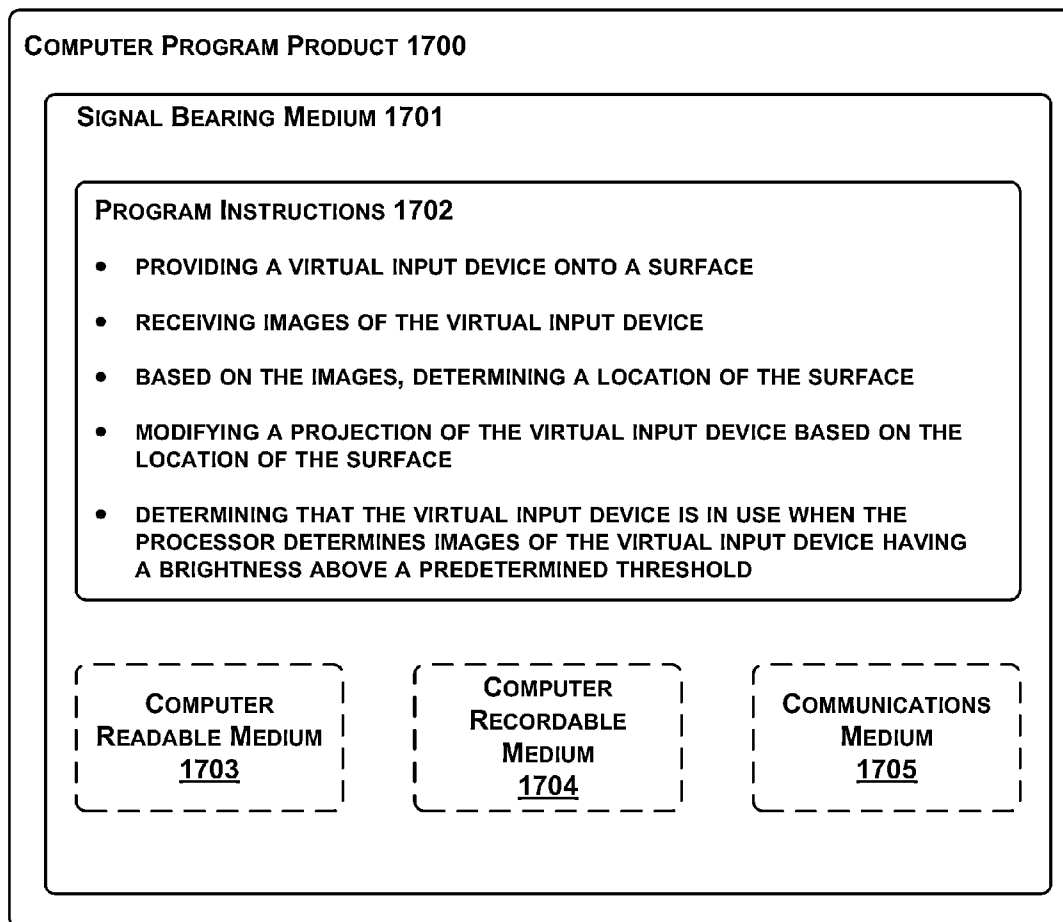 COMPUTER PROGRAM PRODUCT 1700
SIGNAL BEARING MEDIUM 1701
PROGRAM INSTRUCTIONS 1702
• PROVIDING A VIRTUAL INPUT DEVICE ONTO A SURFACE
• RECEIVING IMAGES OF THE VIRTUAL INPUT DEVICE
• BASED ON THE IMAGES, DETERMINING A LOCATION OF THE SURFACE
• MODIFYING A PROJECTION OF THE VIRTUAL INPUT DEVICE BASED ON THE
LOCATION OF THE SURFACE
• DETERMINING THAT THE VIRTUAL INPUT DEVICE IS IN USE WHEN THE
PROCESSOR DETERMINES IMAGES OF THE VIRTUAL INPUT DEVICE HAVING
A BRIGHTNESS ABOVE A PREDETERMINED THRESHOLD
COMPUTER
READABLE MEDIUM
1703
COMPUTER
RECORDABLE
MEDIUM
1704
COMMUNICATIONS
MEDIUM
1705